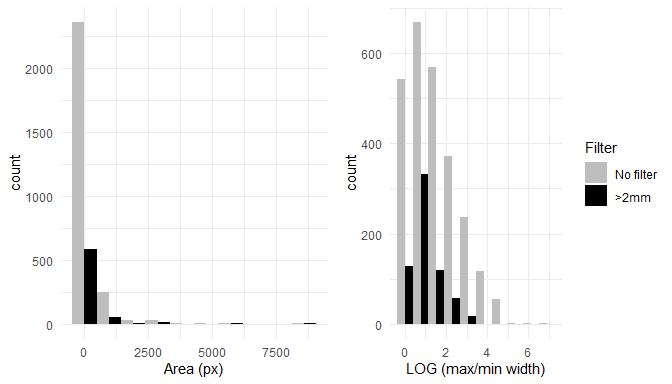 count
2000
1500
1000
500
0
0 2500 5000 7500
Area (px)
count
600
400
200
0
0 2 4 6
LOG (max/min width)
Filter
No filter
>2mm